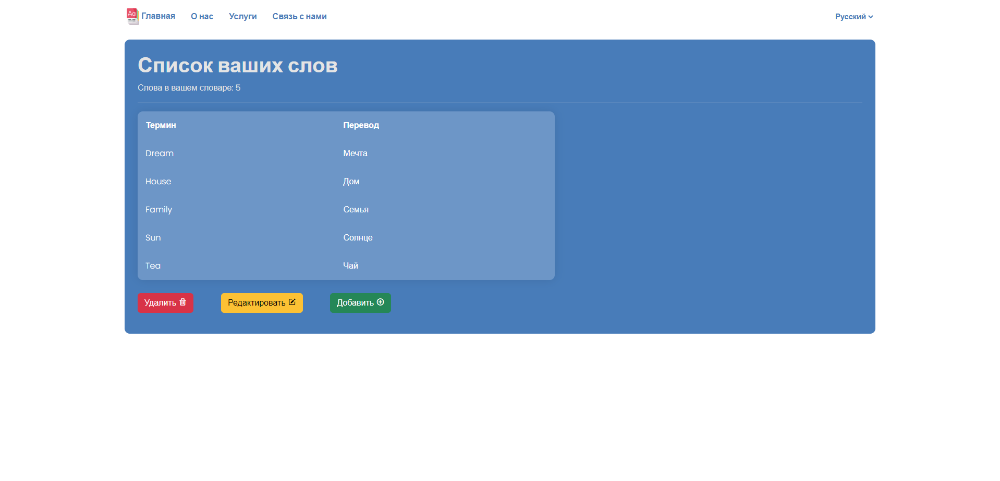 Aa Главная О нас Услуги Связь с нами Русский
Список ваших слов
Слова в вашем словаре: 5
Термин Перевод
Dream Мечта
House Дом
Family Семья
Sun Солнце
Tea Чай
Удалить Редактировать Добавить